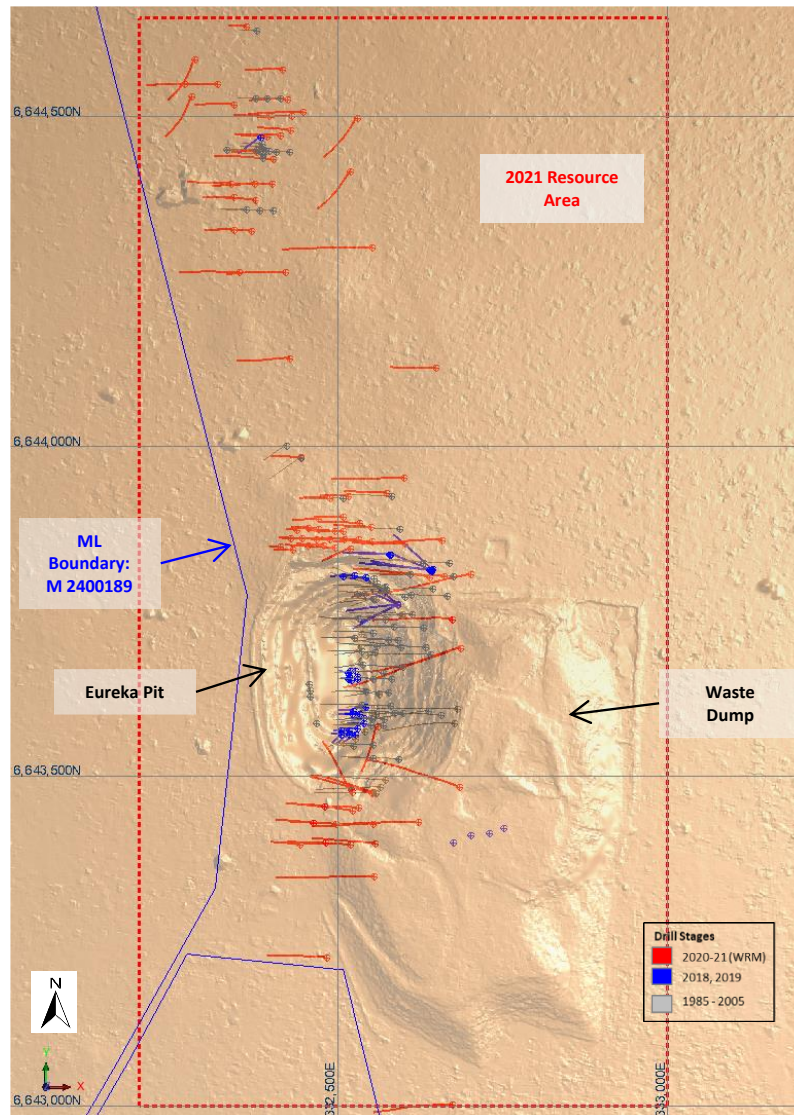 6,644,500N
2021 Resource
Area
6,644,000N
ML
Boundary:
M 2400189
Eureka Pit
Waste
Dump
6,643,500N
Drill Stages
2020-21 (WRM)
2018, 2019
1985 - 2005
N
Y
X
6,643,000N
332,500E
333,000E